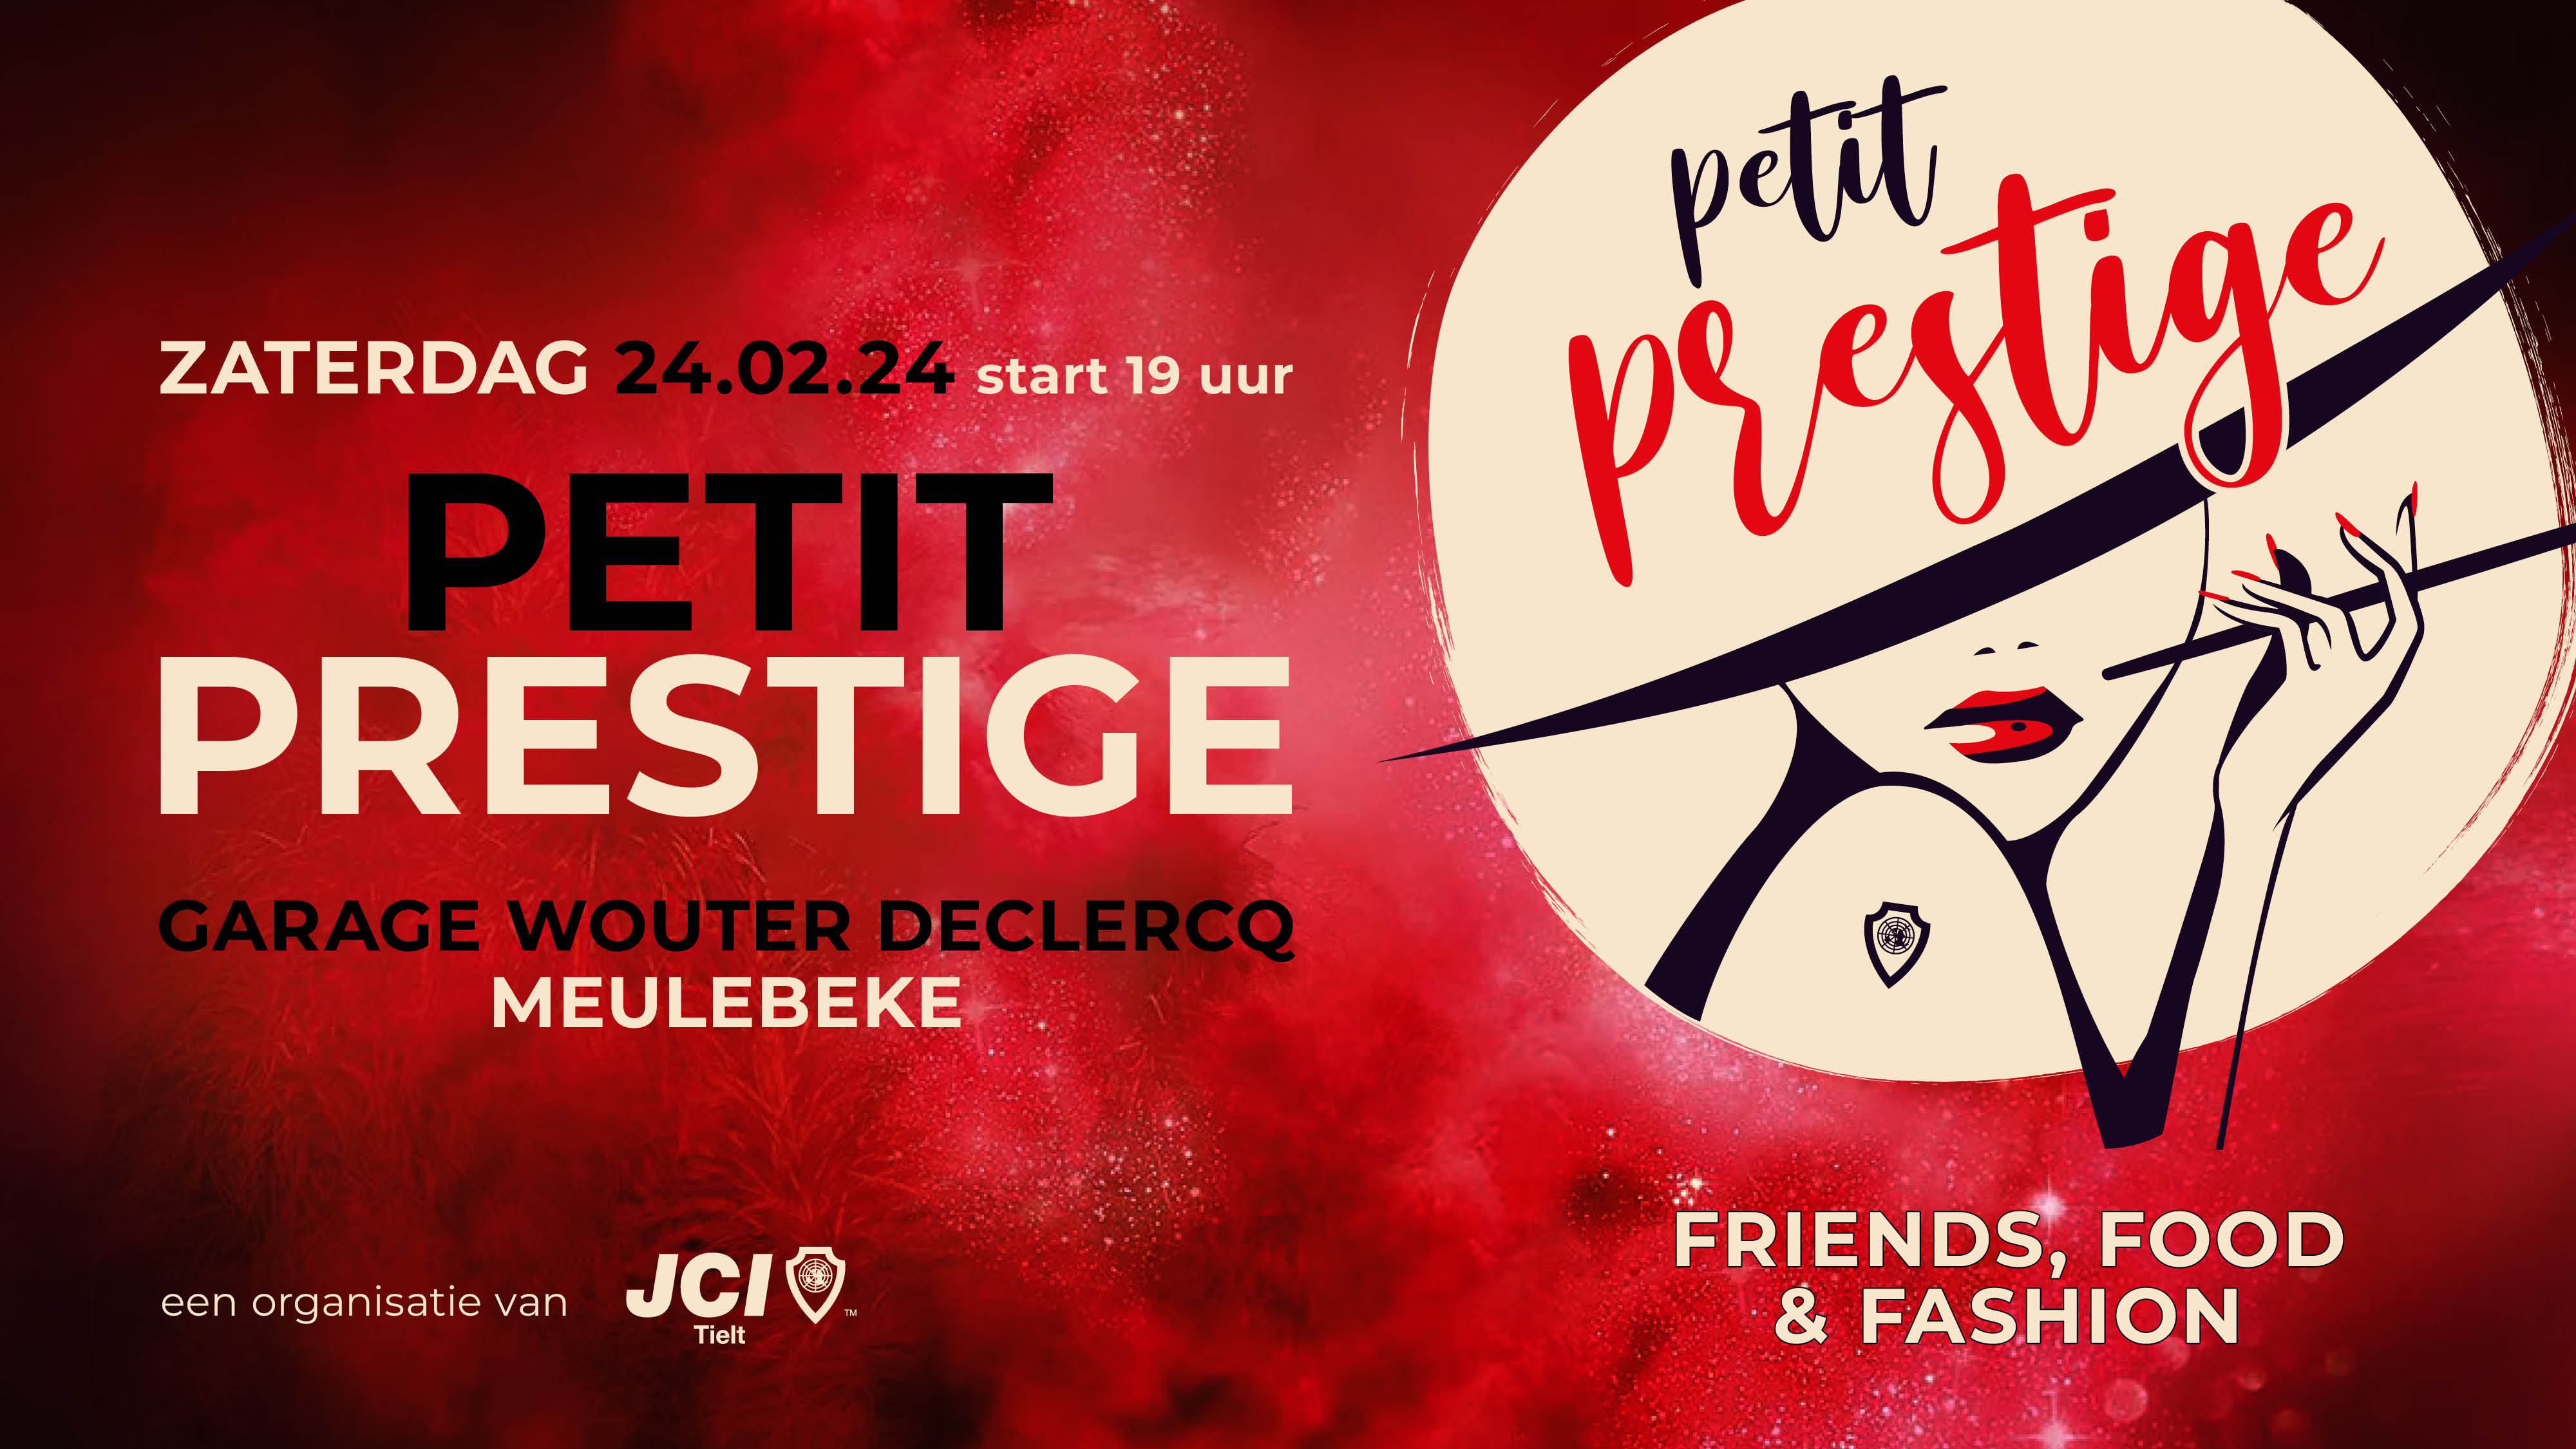 ZATERDAG 24.02.24 start 19 uur
PETIT
PRESTIGE
GARAGE WOUTER DECLERCQ
MEULEBEKE
een organisatie van
JCI ™
Tielt
petit
prestige
FRIENDS, FOOD
& FASHION